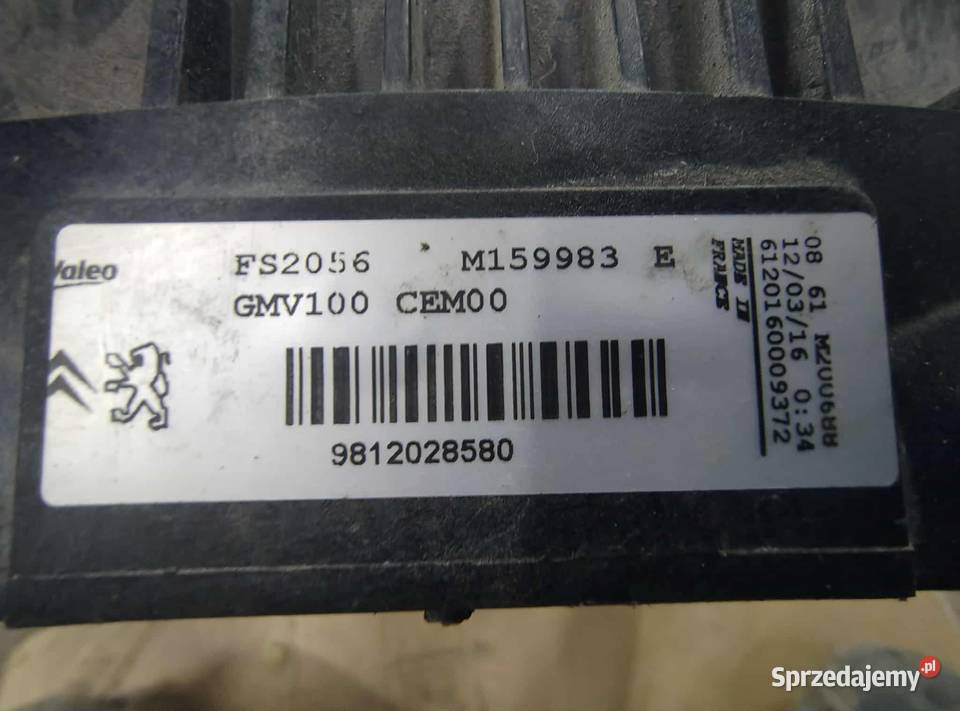 Valeo
FS2056 M159983 E
GMV100 CEM00
9812028580
MADE IN
FRANCE
08 61 M200688
12/03/16 0:34
6120160009372
Sprzedajemy.pl